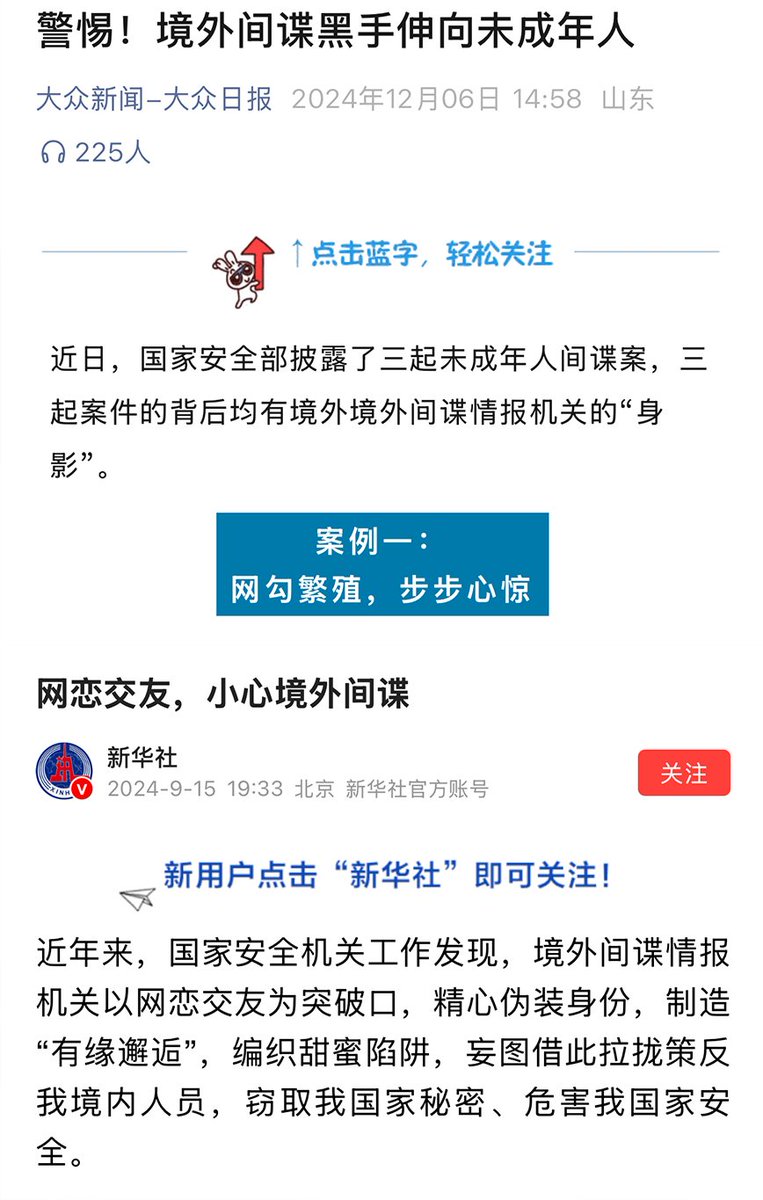 警惕！境外间谍黑手伸向未成年人
大众新闻-大众日报 2024年12月06日 14:58 山东
225人
↑点击蓝字，轻松关注
近日，国家安全部披露了三起未成年人间谍案，三
起案件的背后均有境外境外间谍情报机关的“身
影”。
案例一：
网勾繁殖，步步心惊
网恋交友，小心境外间谍
新华社
2024-9-15 19:33 北京 新华社官方账号
关注
新用户点击“新华社”即可关注！
近年来，国家安全机关工作发现，境外间谍情报
机关以网恋交友为突破口，精心伪装身份，制造
“有缘邂逅”，编织甜蜜陷阱，妄图借此拉拢策反
我境内人员，窃取我国家秘密、危害我国家安
全。